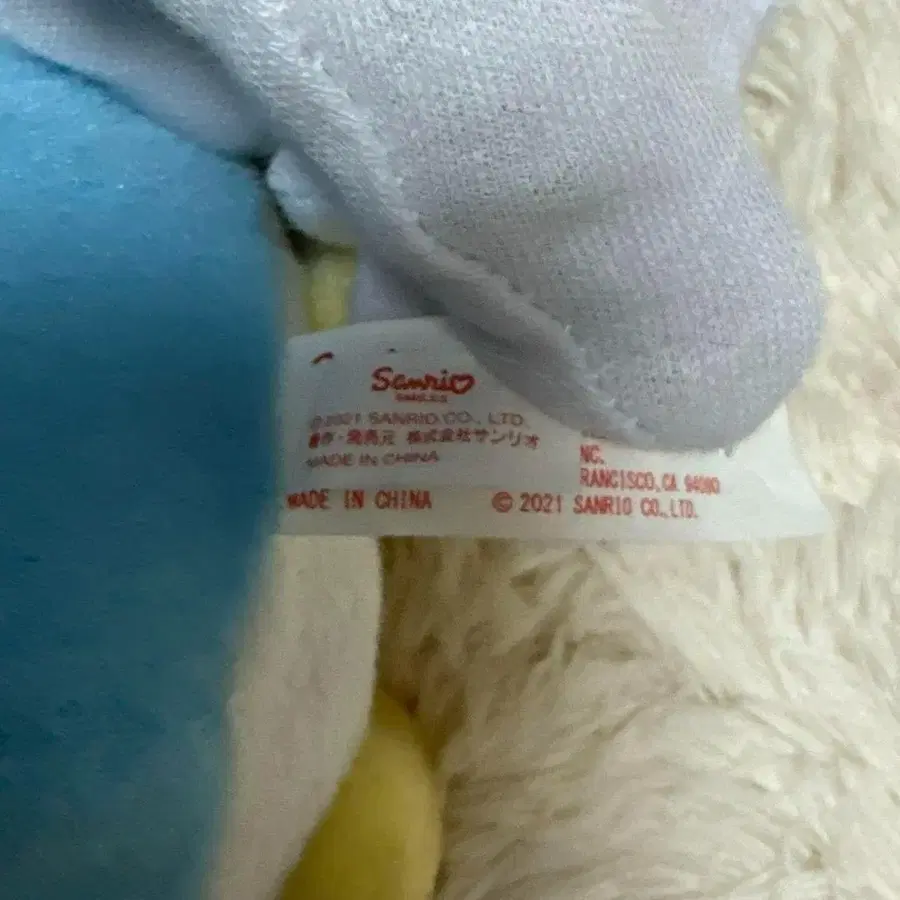 Sanrio
©2021 SANRIO CO., LTD.
著作・発売元 株式会社サンリオ
MADE IN CHINA
NC.
RANCISCO, CA 94080
MADE IN CHINA © 2021 SANRIO CO., LTD.